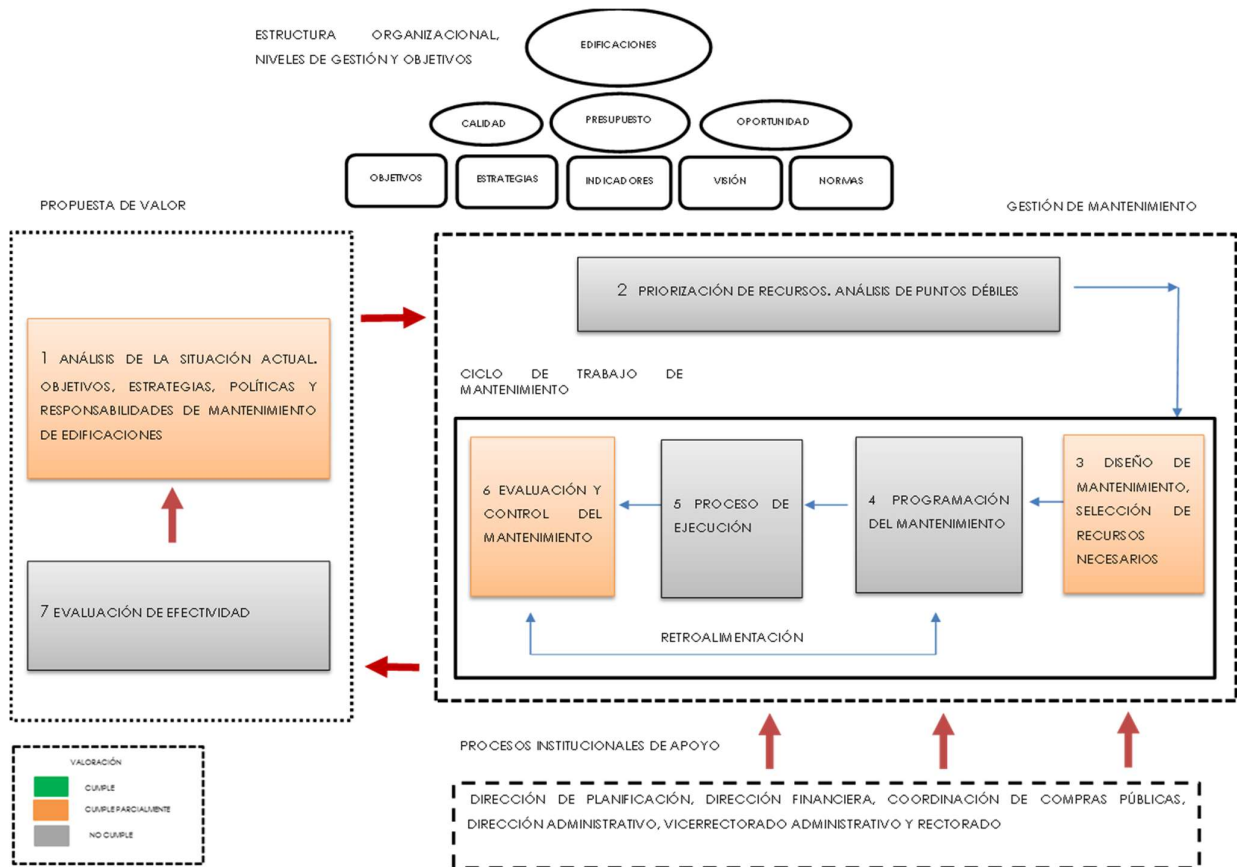 ESTRUCTURA ORGANIZACIONAL,
NIVELES DE GESTIÓN Y OBJETIVOS
EDIFICACIONES
CALIDAD
PRESUPUESTO
OPORTUNIDAD
OBJETIVOS
ESTRATEGIAS
INDICADORES
VISIÓN
NORMAS
PROPUESTA DE VALOR
GESTIÓN DE MANTENIMIENTO
1 ANÁLISIS DE LA SITUACIÓN ACTUAL.
OBJETIVOS, ESTRATEGIAS, POLÍTICAS Y
RESPONSABILIDADES DE MANTENIMIENTO
DE EDIFICACIONES
7 EVALUACIÓN DE EFECTIVIDAD
2 PRIORIZACIÓN DE RECURSOS. ANÁLISIS DE PUNTOS DÉBILES
CICLO DE TRABAJO DE
MANTENIMIENTO
6 EVALUACIÓN Y
CONTROL DEL
MANTENIMIENTO
5 PROCESO DE
EJECUCIÓN
4 PROGRAMACIÓN
DEL MANTENIMIENTO
3 DISEÑO DE
MANTENIMIENTO,
SELECCIÓN DE
RECURSOS
NECESARIOS
RETROALIMENTACIÓN
PROCESOS INSTITUCIONALES DE APOYO
DIRECCIÓN DE PLANIFICACIÓN, DIRECCIÓN FINANCIERA, COORDINACIÓN DE COMPRAS PÚBLICAS,
DIRECCIÓN ADMINISTRATIVO, VICERRECTORADO ADMINISTRATIVO Y RECTORADO
VALORACIÓN
CUMPLE
CUMPLE PARCIALMENTE
NO CUMPLE